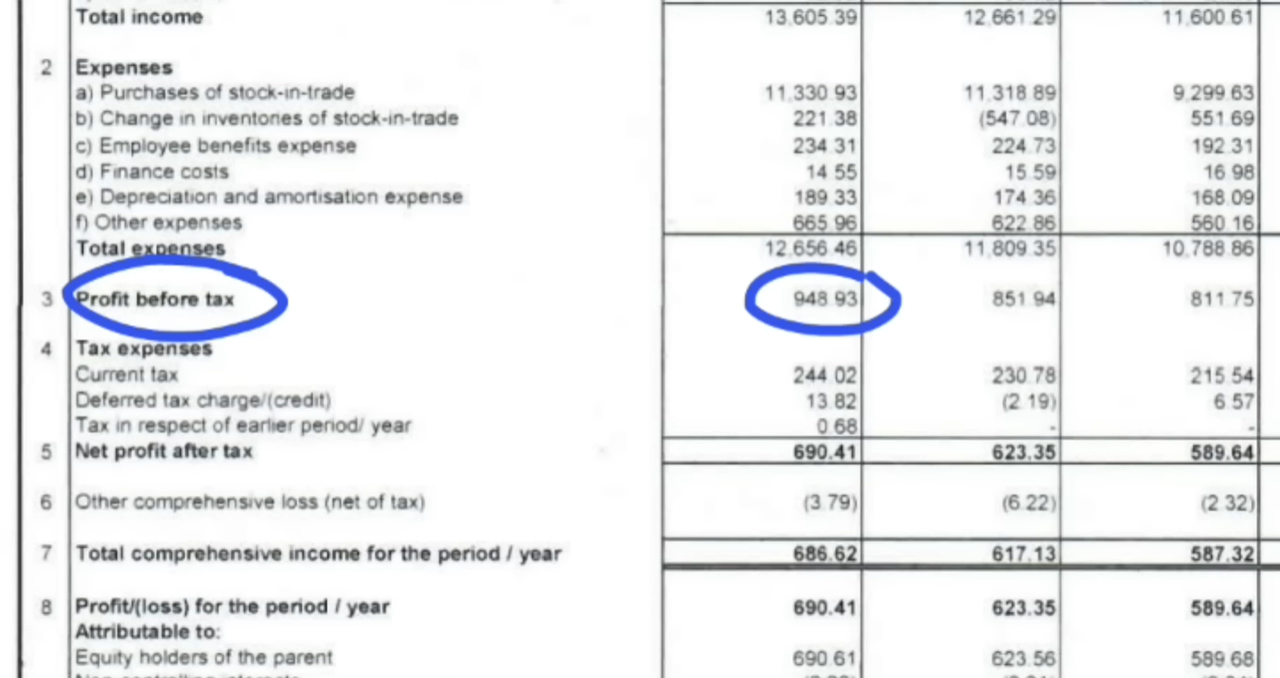 Total income 13,605.39 12,661.29 11,600.61
2 Expenses
a) Purchases of stock-in-trade 11,330.93 11,318.89 9,299.63
b) Change in inventories of stock-in-trade 221.38 (547.08) 551.69
c) Employee benefits expense 234.31 224.73 192.31
d) Finance costs 14.55 15.59 16.98
e) Depreciation and amortisation expense 189.33 174.36 168.09
f) Other expenses 665.96 622.86 560.16
Total expenses 12,656.46 11,809.35 10,788.86
3 Profit before tax 948.93 851.94 811.75
4 Tax expenses
Current tax 244.02 230.78 215.54
Deferred tax charge/(credit) 13.82 (2.19) 6.57
Tax in respect of earlier period/ year 0.68 - -
5 Net profit after tax 690.41 623.35 589.64
6 Other comprehensive loss (net of tax) (3.79) (6.22) (2.32)
7 Total comprehensive income for the period / year 686.62 617.13 587.32
8 Profit/(loss) for the period / year 690.41 623.35 589.64
Attributable to:
Equity holders of the parent 690.61 623.56 589.68